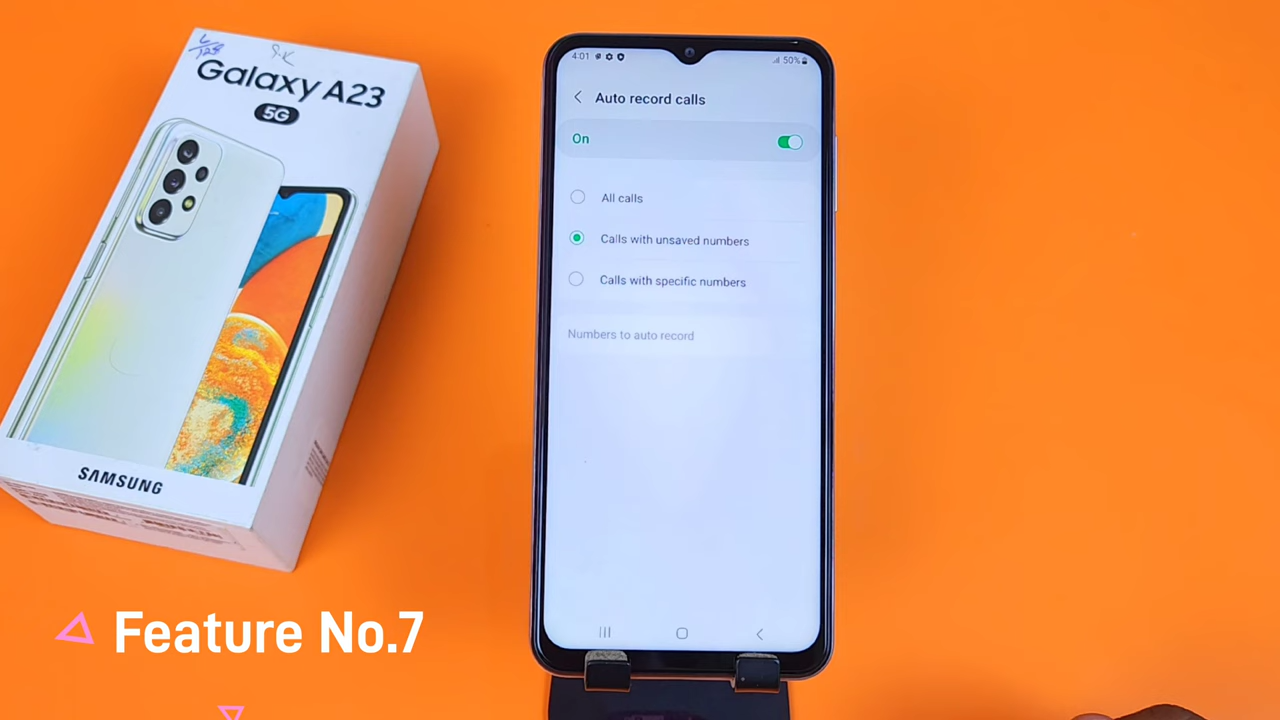 Galaxy A23
5G
SAMSUNG
4:01
50%
Auto record calls
On
All calls
Calls with unsaved numbers
Calls with specific numbers
Numbers to auto record
Feature No.7